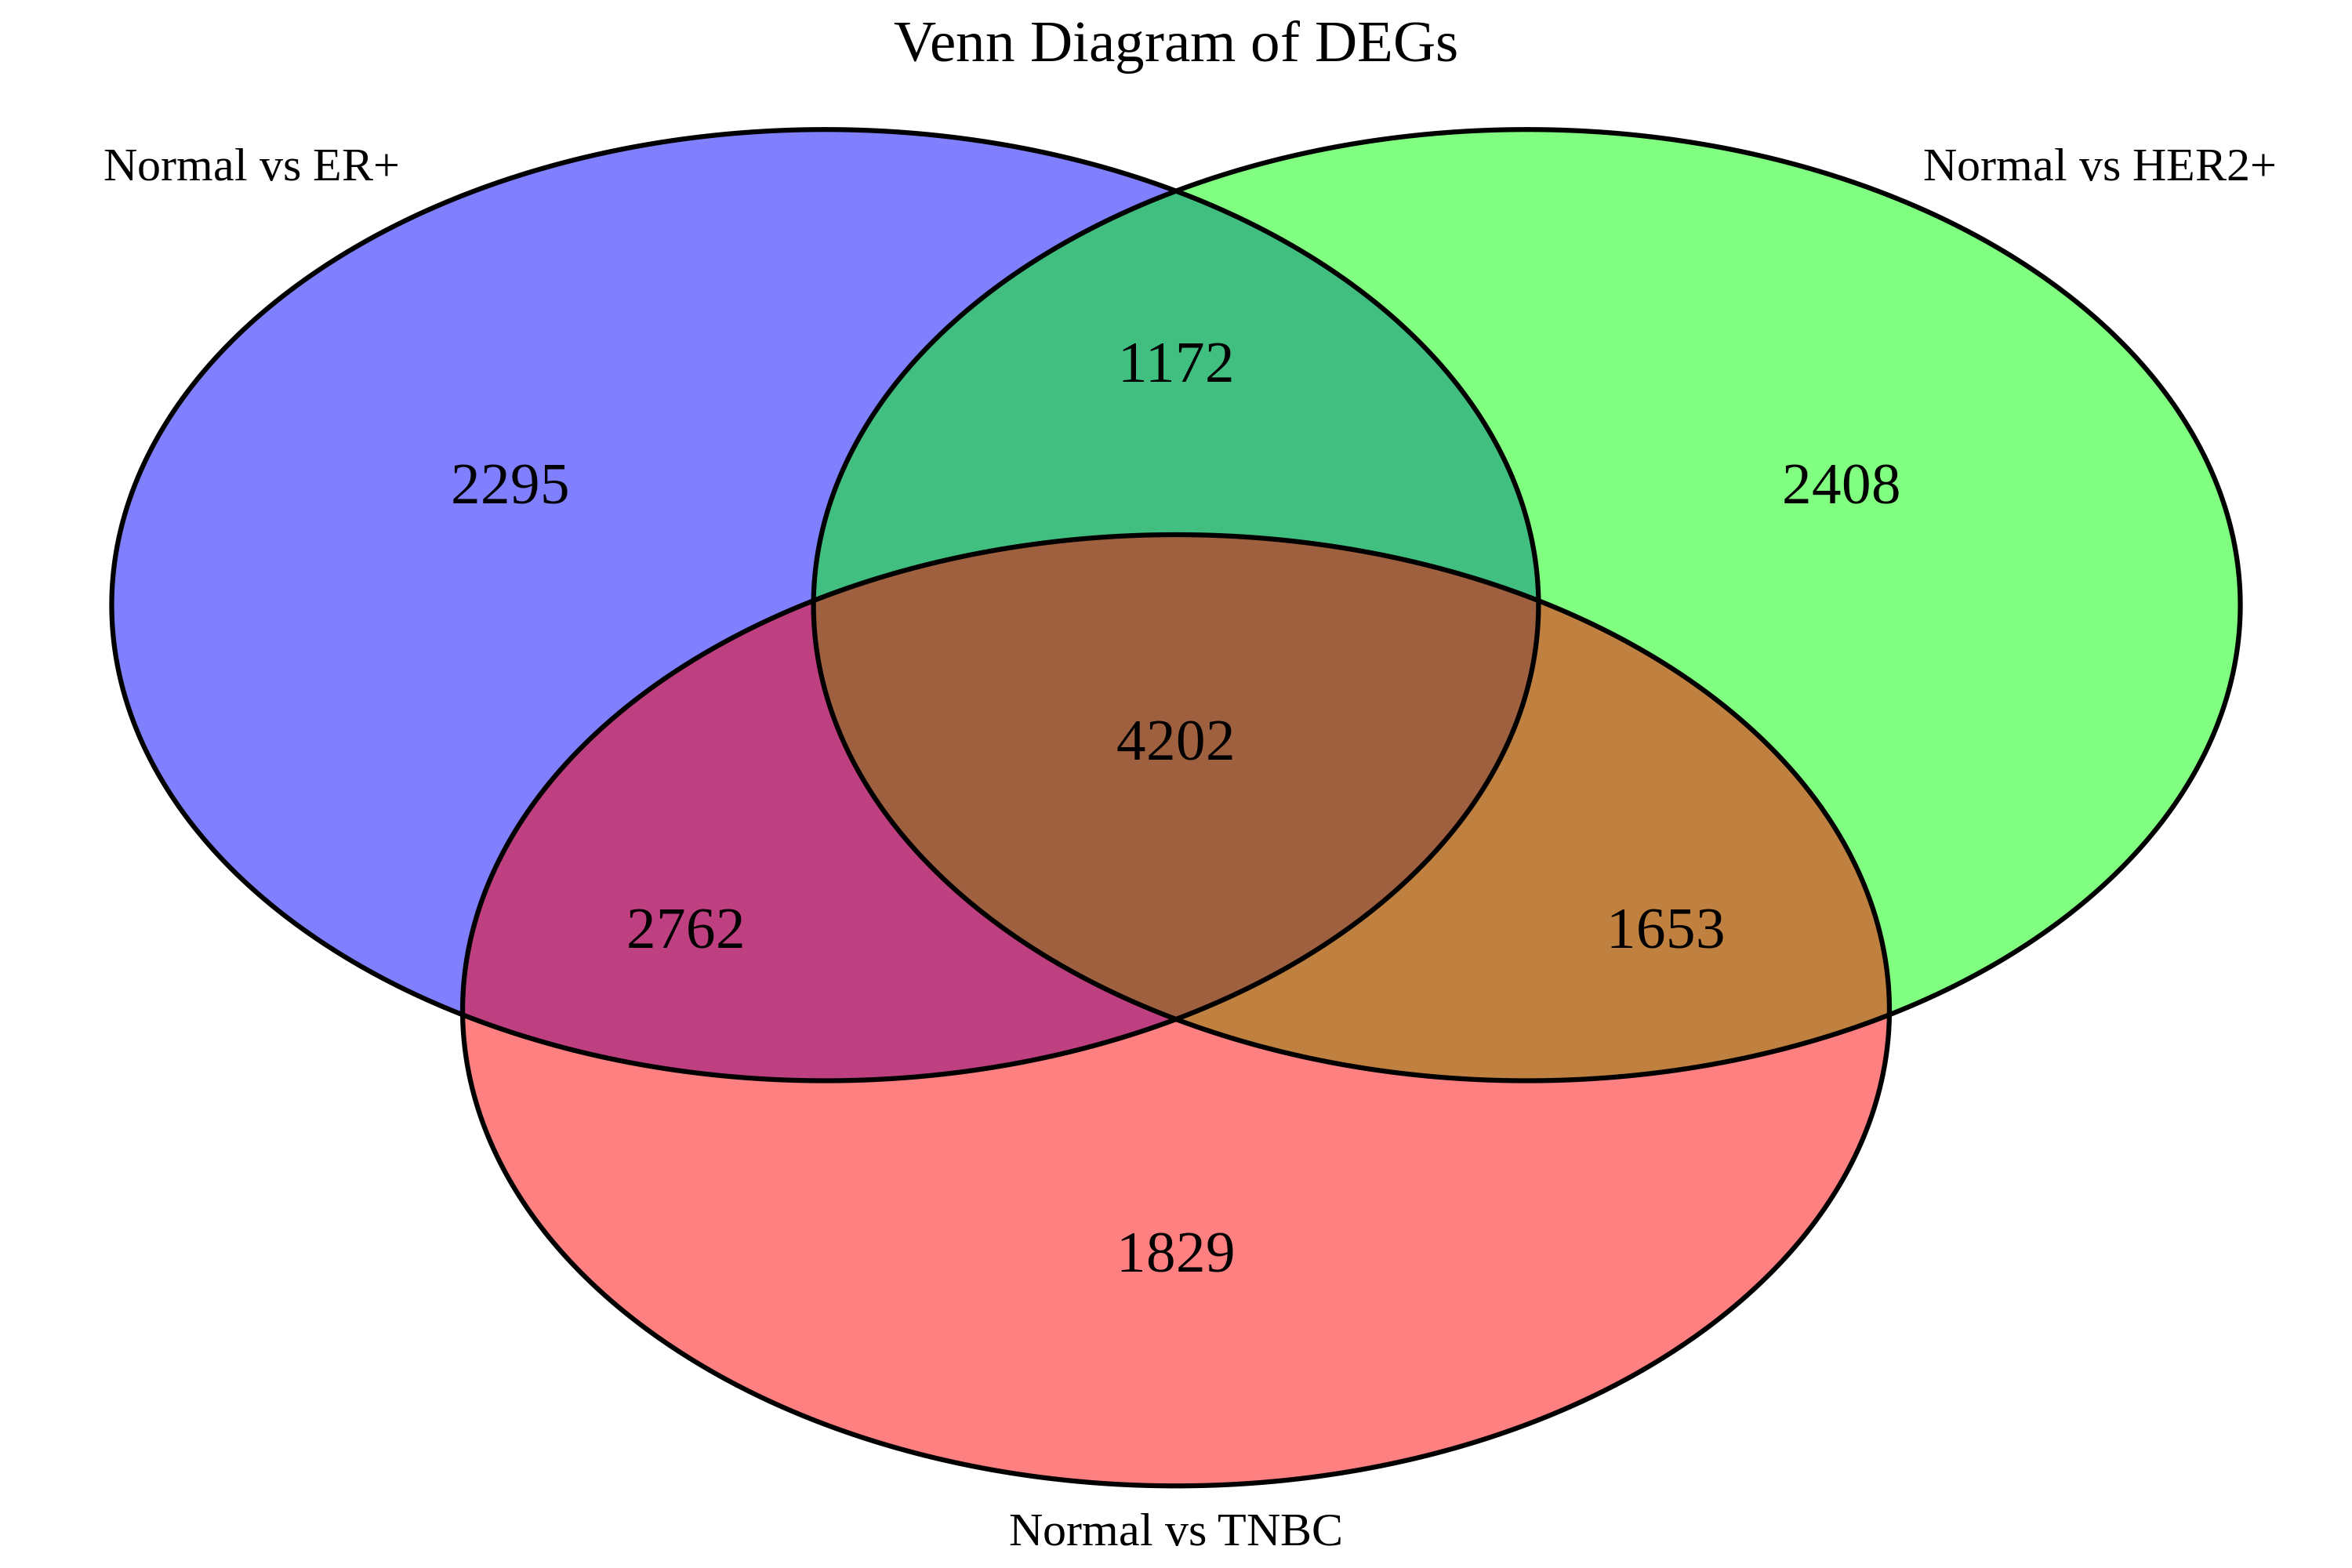 Venn Diagram of DEGs
Normal vs ER+
Normal vs HER2+
1172
2295
2408
4202
2762
1653
1829
Normal vs TNBC